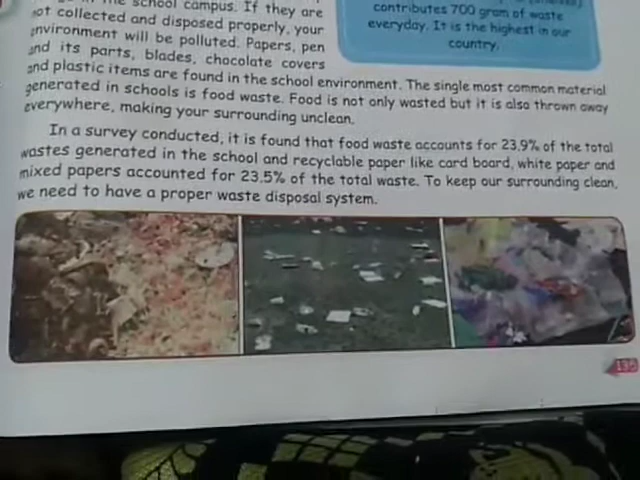 in the school campus. If they are
not collected and disposed properly, your
environment will be polluted. Papers, pen
and its parts, blades, chocolate covers
and plastic items are found in the school environment. The single most common material
generated in schools is food waste. Food is not only wasted but it is also thrown away
everywhere, making your surrounding unclean.
contributes 700 gram of waste
everyday. It is the highest in our
country.
In a survey conducted, it is found that food waste accounts for 23.9% of the total
wastes generated in the school and recyclable paper like card board, white paper and
mixed papers accounted for 23.5% of the total waste. To keep our surrounding clean,
we need to have a proper waste disposal system.
135